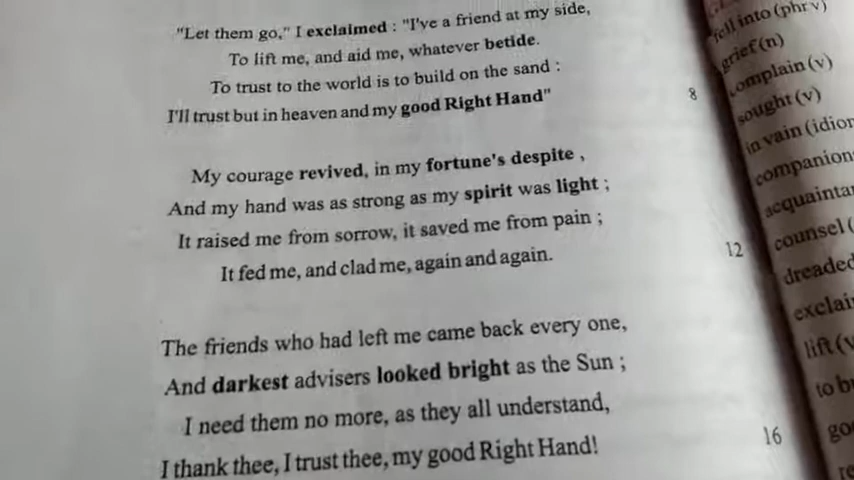 "Let them go," I exclaimed : "I've a friend at my side,
To lift me, and aid me, whatever betide.
To trust to the world is to build on the sand :
I'll trust but in heaven and my good Right Hand"
8
My courage revived, in my fortune's despite ,
And my hand was as strong as my spirit was light ;
It raised me from sorrow, it saved me from pain ;
It fed me, and clad me, again and again.
12
The friends who had left me came back every one,
And darkest advisers looked bright as the Sun ;
I need them no more, as they all understand,
I thank thee, I trust thee, my good Right Hand!
16
fell into (phr v)
grief (n)
complain (v)
sought (v)
in vain (idiom
companion
acquainta
counsel (
dreaded
exclai
lift (v
to b
go
re